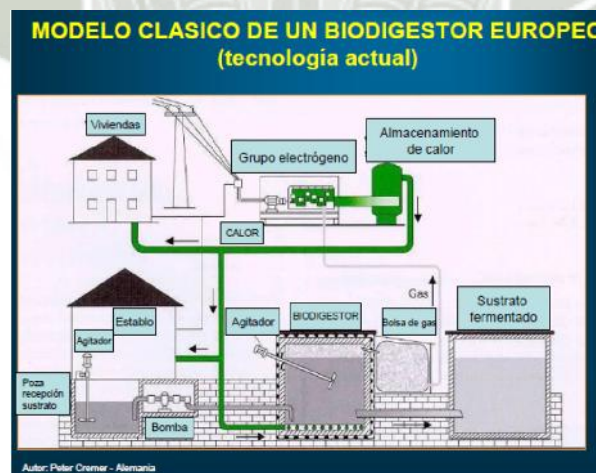 MODELO CLASICO DE UN BIODIGESTOR EUROPEO
(tecnología actual)
Viviendas
Grupo electrógeno
Almacenamiento
de calor
CALOR
Establo
Agitador
Agitador
BIODIGESTOR
Gas
Bolsa de gas
Sustrato
fermentado
Poza
recepción
sustrato
Bomba
Autor: Peter Cremer - Alemania